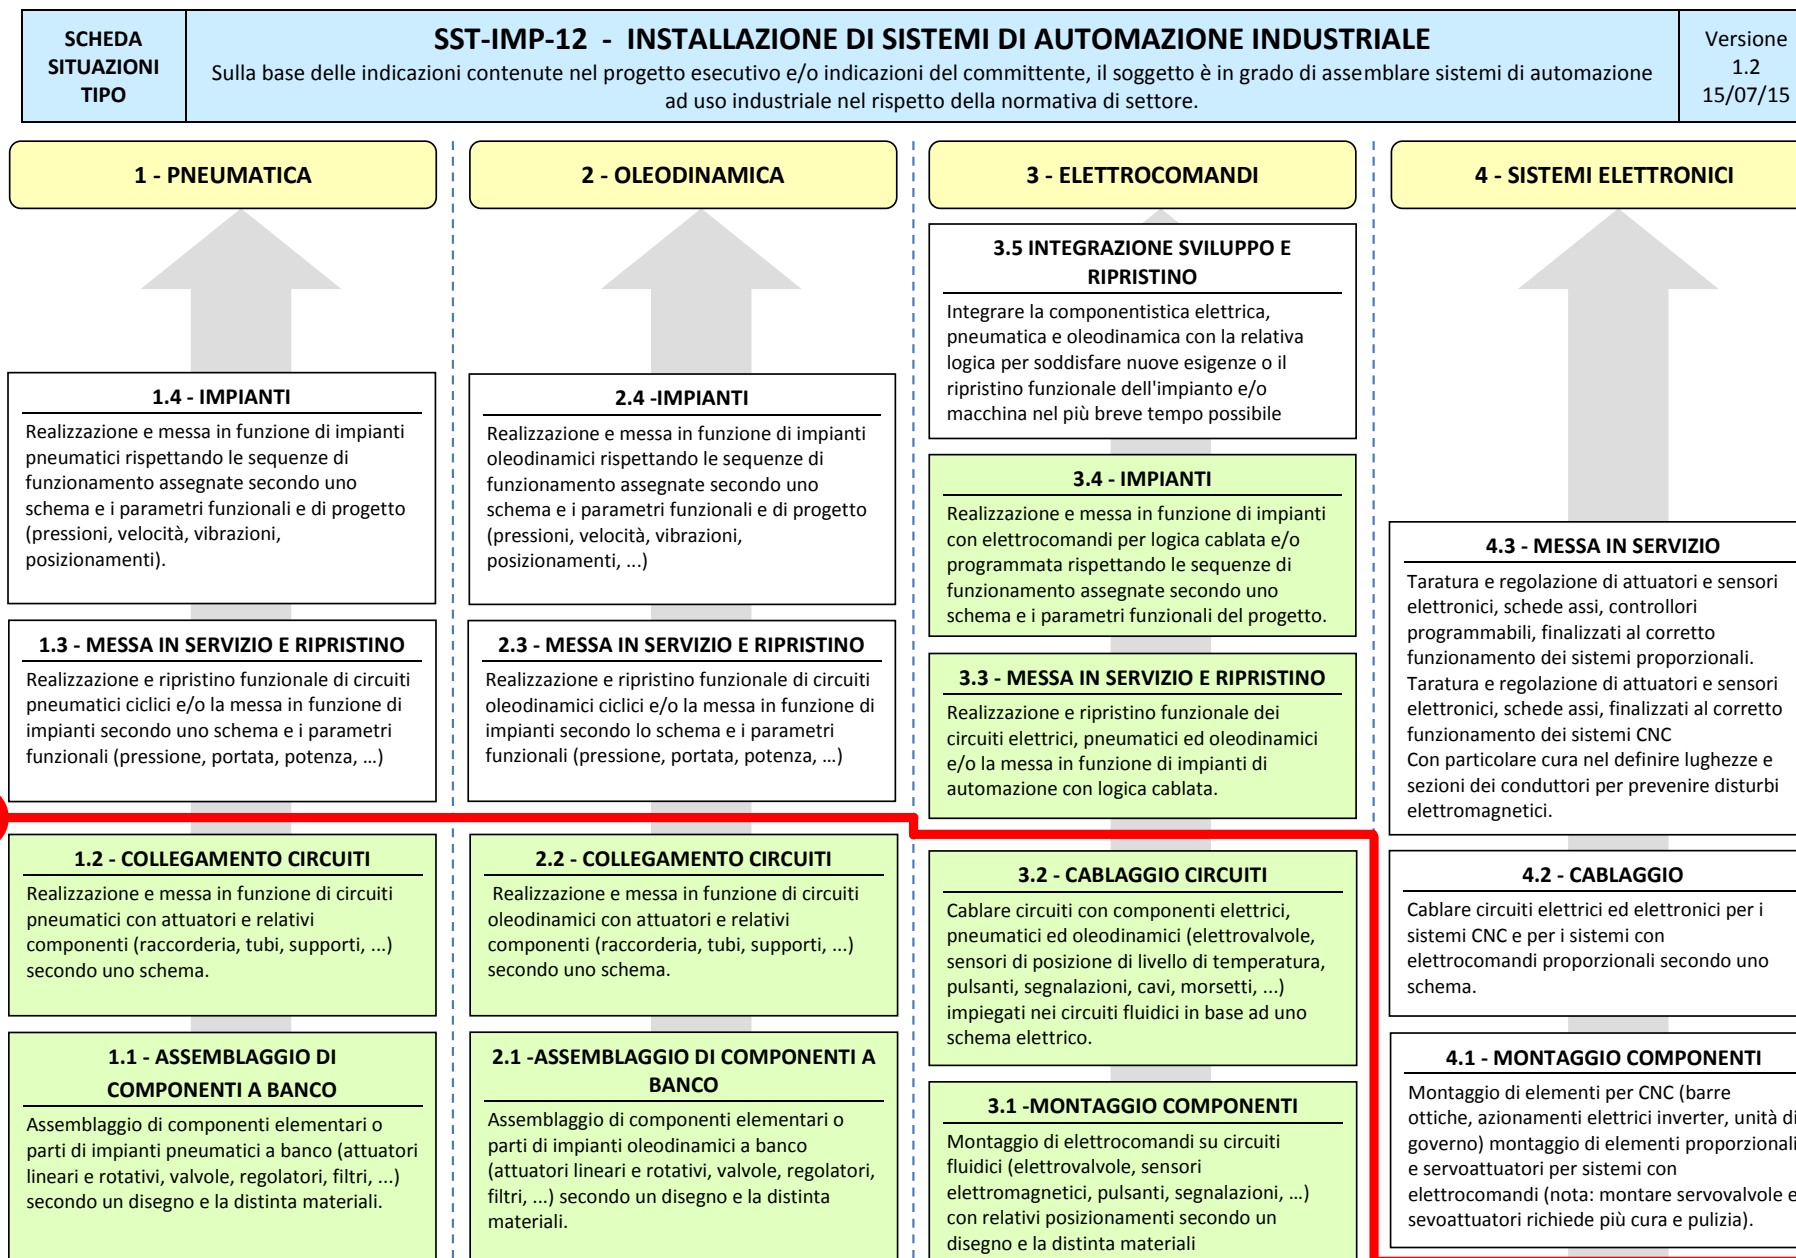 SCHEDA
SITUAZIONI
TIPO
SST-IMP-12 - INSTALLAZIONE DI SISTEMI DI AUTOMAZIONE INDUSTRIALE
Sulla base delle indicazioni contenute nel progetto esecutivo e/o indicazioni del committente, il soggetto è in grado di assemblare sistemi di automazione
ad uso industriale nel rispetto della normativa di settore.
Versione
1.2
15/07/15
1 - PNEUMATICA
1.4 - IMPIANTI
Realizzazione e messa in funzione di impianti
pneumatici rispettando le sequenze di
funzionamento assegnate secondo uno
schema e i parametri funzionali e di progetto
(pressioni, velocità, vibrazioni,
posizionamenti).
1.3 - MESSA IN SERVIZIO E RIPRISTINO
Realizzazione e ripristino funzionale di circuiti
pneumatici ciclici e/o la messa in funzione di
impianti secondo uno schema e i parametri
funzionali (pressione, portata, potenza, ...)
1.2 - COLLEGAMENTO CIRCUITI
Realizzazione e messa in funzione di circuiti
pneumatici con attuatori e relativi
componenti (raccorderia, tubi, supporti, ...)
secondo uno schema.
1.1 - ASSEMBLAGGIO DI
COMPONENTI A BANCO
Assemblaggio di componenti elementari o
parti di impianti pneumatici a banco (attuatori
lineari e rotativi, valvole, regolatori, filtri, ...)
secondo un disegno e la distinta materiali.
2 - OLEODINAMICA
2.4 -IMPIANTI
Realizzazione e messa in funzione di impianti
oleodinamici rispettando le sequenze di
funzionamento assegnate secondo uno
schema e i parametri funzionali e di progetto
(pressioni, velocità, vibrazioni,
posizionamenti, ...)
2.3 - MESSA IN SERVIZIO E RIPRISTINO
Realizzazione e ripristino funzionale di circuiti
oleodinamici ciclici e/o la messa in funzione di
impianti secondo lo schema e i parametri
funzionali (pressione, portata, potenza, ...)
2.2 - COLLEGAMENTO CIRCUITI
Realizzazione e messa in funzione di circuiti
oleodinamici con attuatori e relativi
componenti (raccorderia, tubi, supporti, ...)
secondo uno schema.
2.1 -ASSEMBLAGGIO DI COMPONENTI A
BANCO
Assemblaggio di componenti elementari o
parti di impianti oleodinamici a banco
(attuatori lineari e rotativi, valvole, regolatori,
filtri, ...) secondo un disegno e la distinta
materiali.
3 - ELETTROCOMANDI
3.5 INTEGRAZIONE SVILUPPO E
RIPRISTINO
Integrare la componentistica elettrica,
pneumatica e oleodinamica con la relativa
logica per soddisfare nuove esigenze o il
ripristino funzionale dell'impianto e/o
macchina nel più breve tempo possibile
3.4 - IMPIANTI
Realizzazione e messa in funzione di impianti
con elettrocomandi per logica cablata e/o
programmata rispettando le sequenze di
funzionamento assegnate secondo uno
schema e i parametri funzionali del progetto.
3.3 - MESSA IN SERVIZIO E RIPRISTINO
Realizzazione e ripristino funzionale dei
circuiti elettrici, pneumatici ed oleodinamici
e/o la messa in funzione di impianti di
automazione con logica cablata.
3.2 - CABLAGGIO CIRCUITI
Cablare circuiti con componenti elettrici,
pneumatici ed oleodinamici (elettrovalvole,
sensori di posizione di livello di temperatura,
pulsanti, segnalazioni, cavi, morsetti, ...)
impiegati nei circuiti fluidici in base ad uno
schema elettrico.
3.1 -MONTAGGIO COMPONENTI
Montaggio di elettrocomandi su circuiti
fluidici (elettrovalvole, sensori
elettromagnetici, pulsanti, segnalazioni, ...)
con relativi posizionamenti secondo un
disegno e la distinta materiali
4 - SISTEMI ELETTRONICI
4.3 - MESSA IN SERVIZIO
Taratura e regolazione di attuatori e sensori
elettronici, schede assi, controllori
programmabili, finalizzati al corretto
funzionamento dei sistemi proporzionali.
Taratura e regolazione di attuatori e sensori
elettronici, schede assi, finalizzati al corretto
funzionamento dei sistemi CNC
Con particolare cura nel definire lughezze e
sezioni dei conduttori per prevenire disturbi
elettromagnetici.
4.2 - CABLAGGIO
Cablare circuiti elettrici ed elettronici per i
sistemi CNC e per i sistemi con
elettrocomandi proporzionali secondo uno
schema.
4.1 - MONTAGGIO COMPONENTI
Montaggio di elementi per CNC (barre
ottiche, azionamenti elettrici inverter, unità di
governo) montaggio di elementi proporzionali
e servoattuatori per sistemi con
elettrocomandi (nota: montare servovalvole e
sevoattuatori richiede più cura e pulizia).